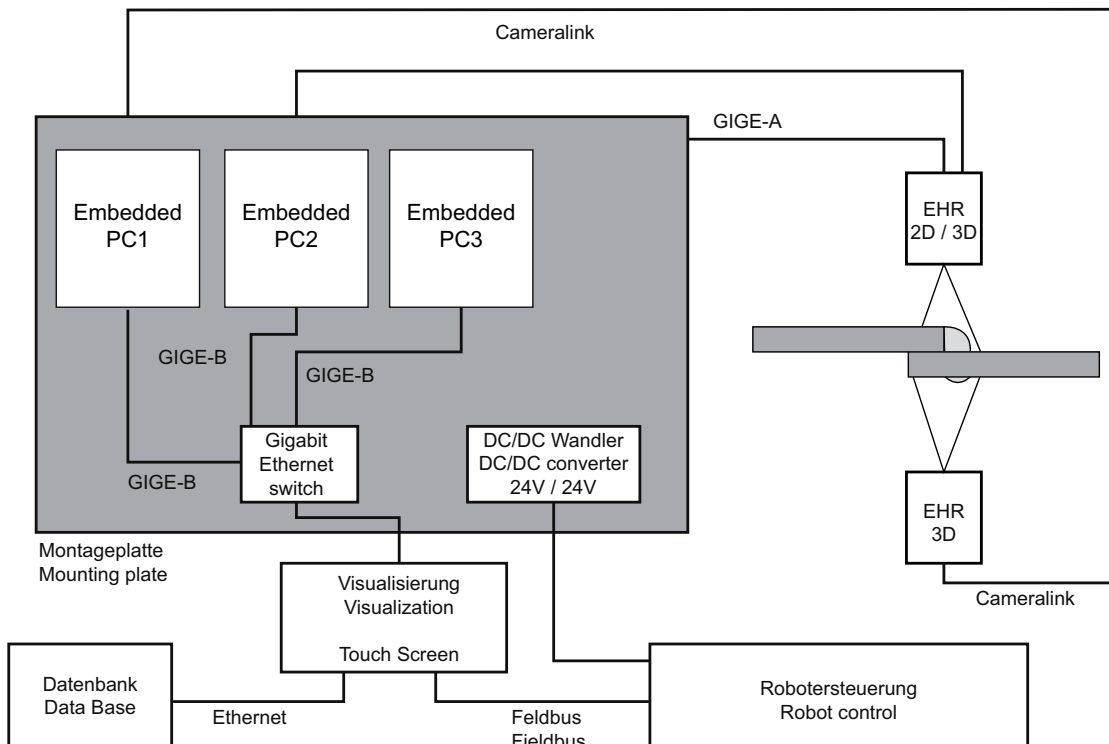 Cameralink
GIGE-A
Embedded
PC1
Embedded
PC2
Embedded
PC3
EHR
2D / 3D
GIGE-B
GIGE-B
GIGE-B
Gigabit
Ethernet
switch
DC/DC Wandler
DC/DC converter
24V / 24V
EHR
3D
Montageplatte
Mounting plate
Cameralink
Visualisierung
Visualization
Touch Screen
Datenbank
Data Base
Ethernet
Feldbus
Fieldbus
Robotersteuerung
Robot control